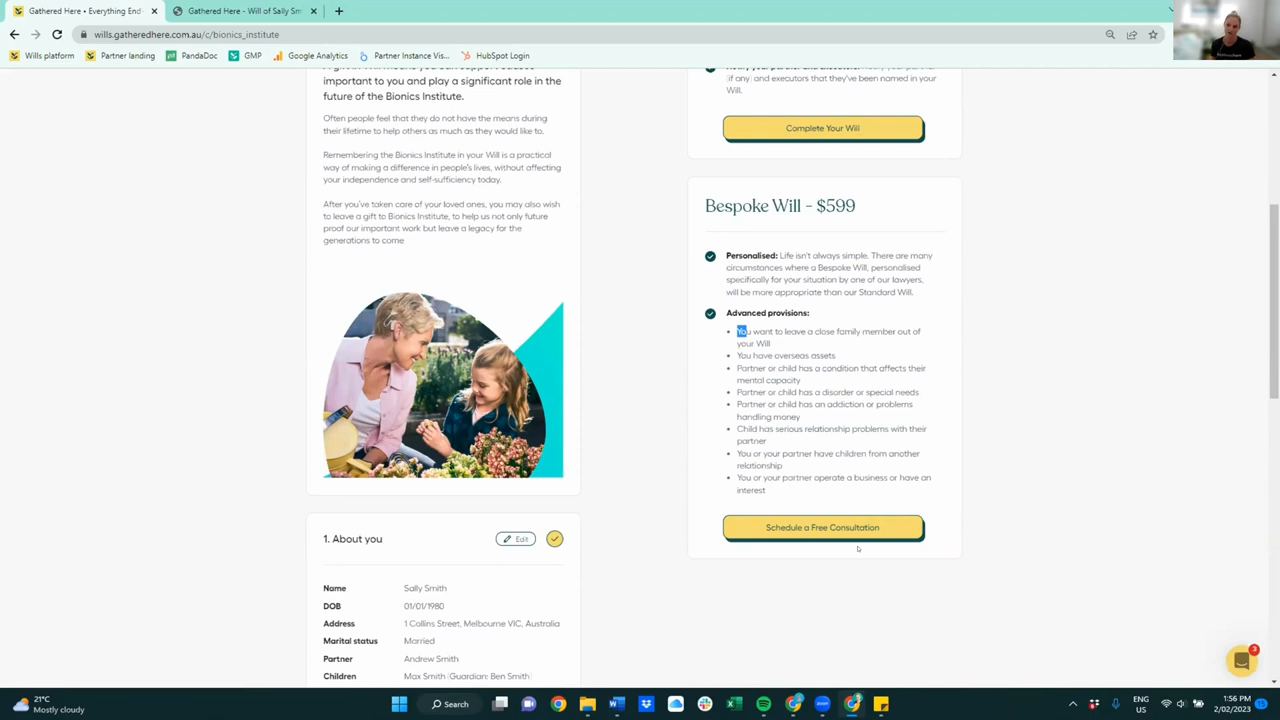 Gathered Here • Everything End
Gathered Here - Will of Sally Sm
wills.gatheredhere.com.au/c/bionics_institute
Wills platform
Partner landing
PandaDoc
GMP
Google Analytics
Partner Instance Vis...
HubSpot Login
important to you and play a significant role in the
future of the Bionics Institute.
Often people feel that they do not have the means during
their lifetime to help others as much as they would like to.
Remembering the Bionics Institute in your Will is a practical
way of making a difference in people's lives, without affecting
your independence and self-sufficiency today.
After you've taken care of your loved ones, you may also wish
to leave a gift to Bionics Institute, to help us not only future
proof our important work but leave a legacy for the
generations to come
1. About you
Edit
Name Sally Smith
DOB 01/01/1980
Address 1 Collins Street, Melbourne VIC, Australia
Marital status Married
Partner Andrew Smith
Children Max Smith (Guardian: Ben Smith)
(if any) and executors that they've been named in your
Will.
Complete Your Will
Bespoke Will - $599
Personalised: Life isn't always simple. There are many
circumstances where a Bespoke Will, personalised
specifically for your situation by one of our lawyers,
will be more appropriate than our Standard Will.
Advanced provisions:
• You want to leave a close family member out of
your Will
• You have overseas assets
• Partner or child has a condition that affects their
mental capacity
• Partner or child has a disorder or special needs
• Partner or child has an addiction or problems
handling money
• Child has serious relationship problems with their
partner
• You or your partner have children from another
relationship
• You or your partner operate a business or have an
interest
Schedule a Free Consultation
3
21°C
Mostly cloudy
Search
ENG
US
1:56 PM
2/02/2023